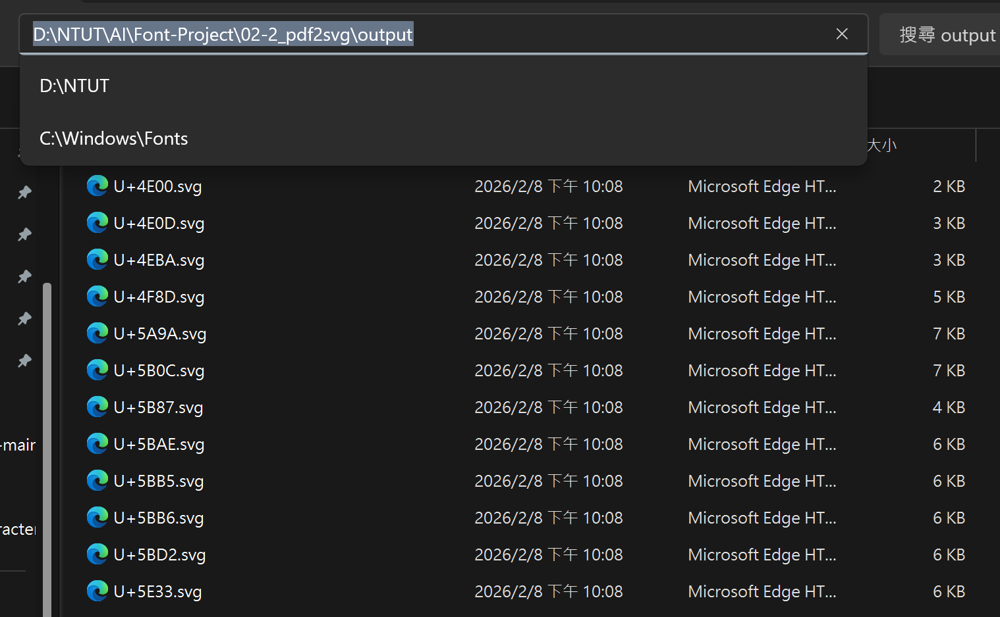 D:\NTUT\AI\Font-Project\02-2_pdf2svg\output
搜尋 output
D:\NTUT
C:\Windows\Fonts
大小
U+4E00.svg 2026/2/8 下午 10:08 Microsoft Edge HT... 2 KB
U+4E0D.svg 2026/2/8 下午 10:08 Microsoft Edge HT... 3 KB
U+4EBA.svg 2026/2/8 下午 10:08 Microsoft Edge HT... 3 KB
U+4F8D.svg 2026/2/8 下午 10:08 Microsoft Edge HT... 5 KB
U+5A9A.svg 2026/2/8 下午 10:08 Microsoft Edge HT... 7 KB
U+5B0C.svg 2026/2/8 下午 10:08 Microsoft Edge HT... 7 KB
U+5B87.svg 2026/2/8 下午 10:08 Microsoft Edge HT... 4 KB
-main
U+5BAE.svg 2026/2/8 下午 10:08 Microsoft Edge HT... 6 KB
U+5BB5.svg 2026/2/8 下午 10:08 Microsoft Edge HT... 6 KB
racter
U+5BB6.svg 2026/2/8 下午 10:08 Microsoft Edge HT... 6 KB
U+5BD2.svg 2026/2/8 下午 10:08 Microsoft Edge HT... 6 KB
U+5E33.svg 2026/2/8 下午 10:08 Microsoft Edge HT... 6 KB